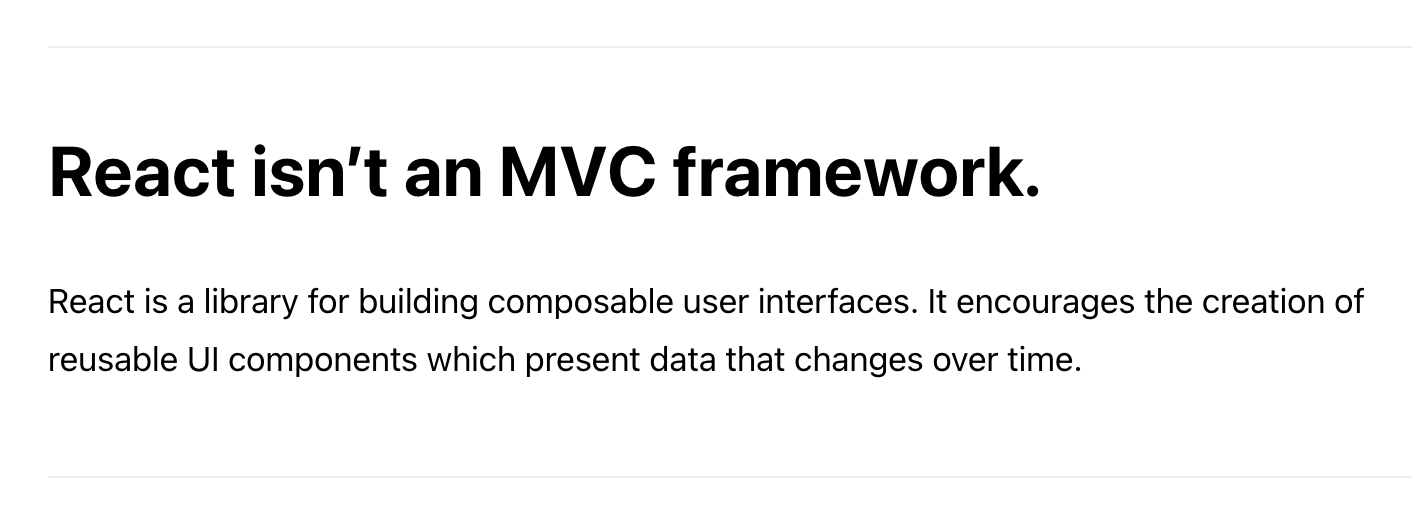 React isn’t an MVC framework.
React is a library for building composable user interfaces. It encourages the creation of
reusable UI components which present data that changes over time.